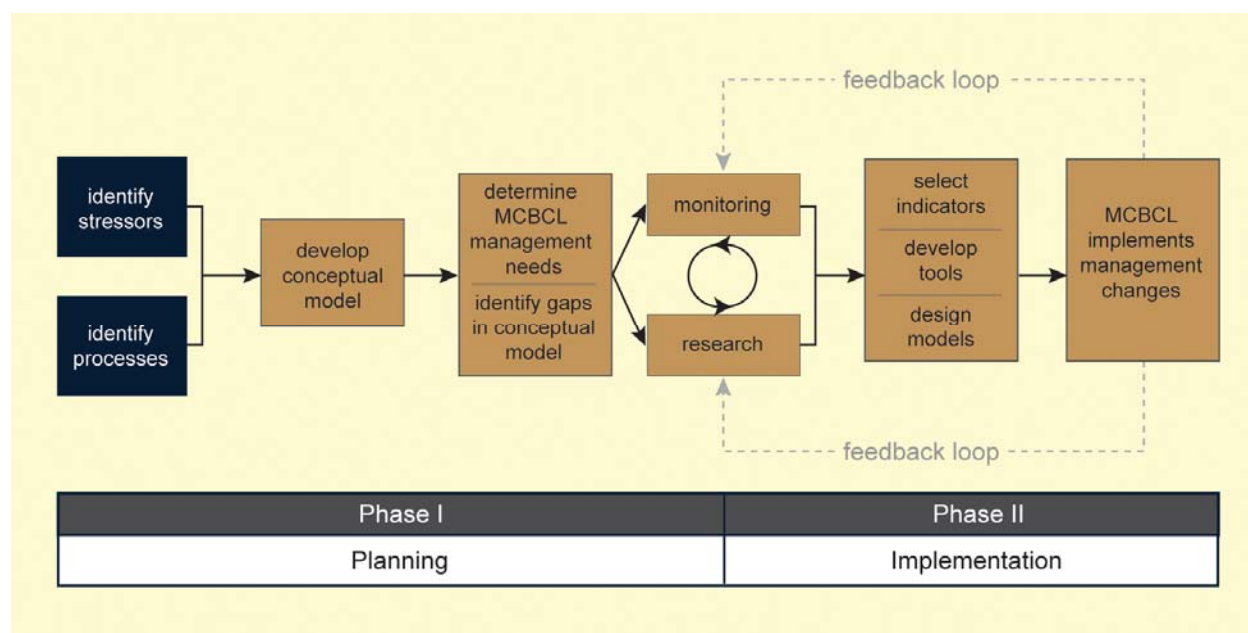 feedback loop
identify
stressors
identify
processes
develop
conceptual
model
determine
MCBCL
management
needs
identify gaps
in conceptual
model
monitoring
research
select
indicators
develop
tools
design
models
MCBCL
implements
management
changes
feedback loop
Phase I
Phase II
Planning
Implementation